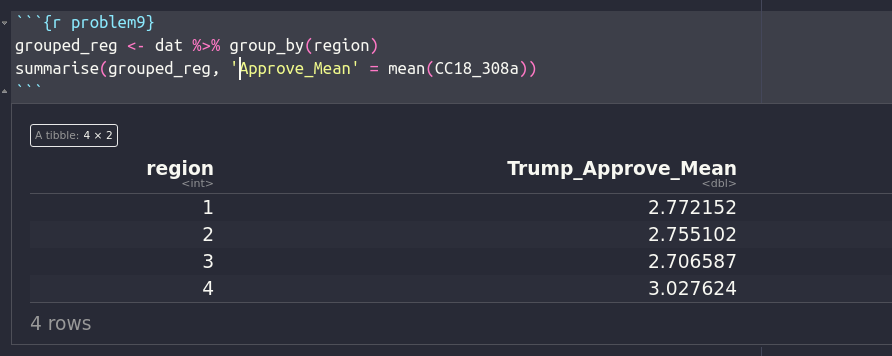 ```{r problem9}
grouped_reg <- dat %>% group_by(region)
summarise(grouped_reg, 'Approve_Mean' = mean(CC18_308a))
```
A tibble: 4 × 2
region Trump_Approve_Mean
<int> <dbl>
1 2.772152
2 2.755102
3 2.706587
4 3.027624
4 rows